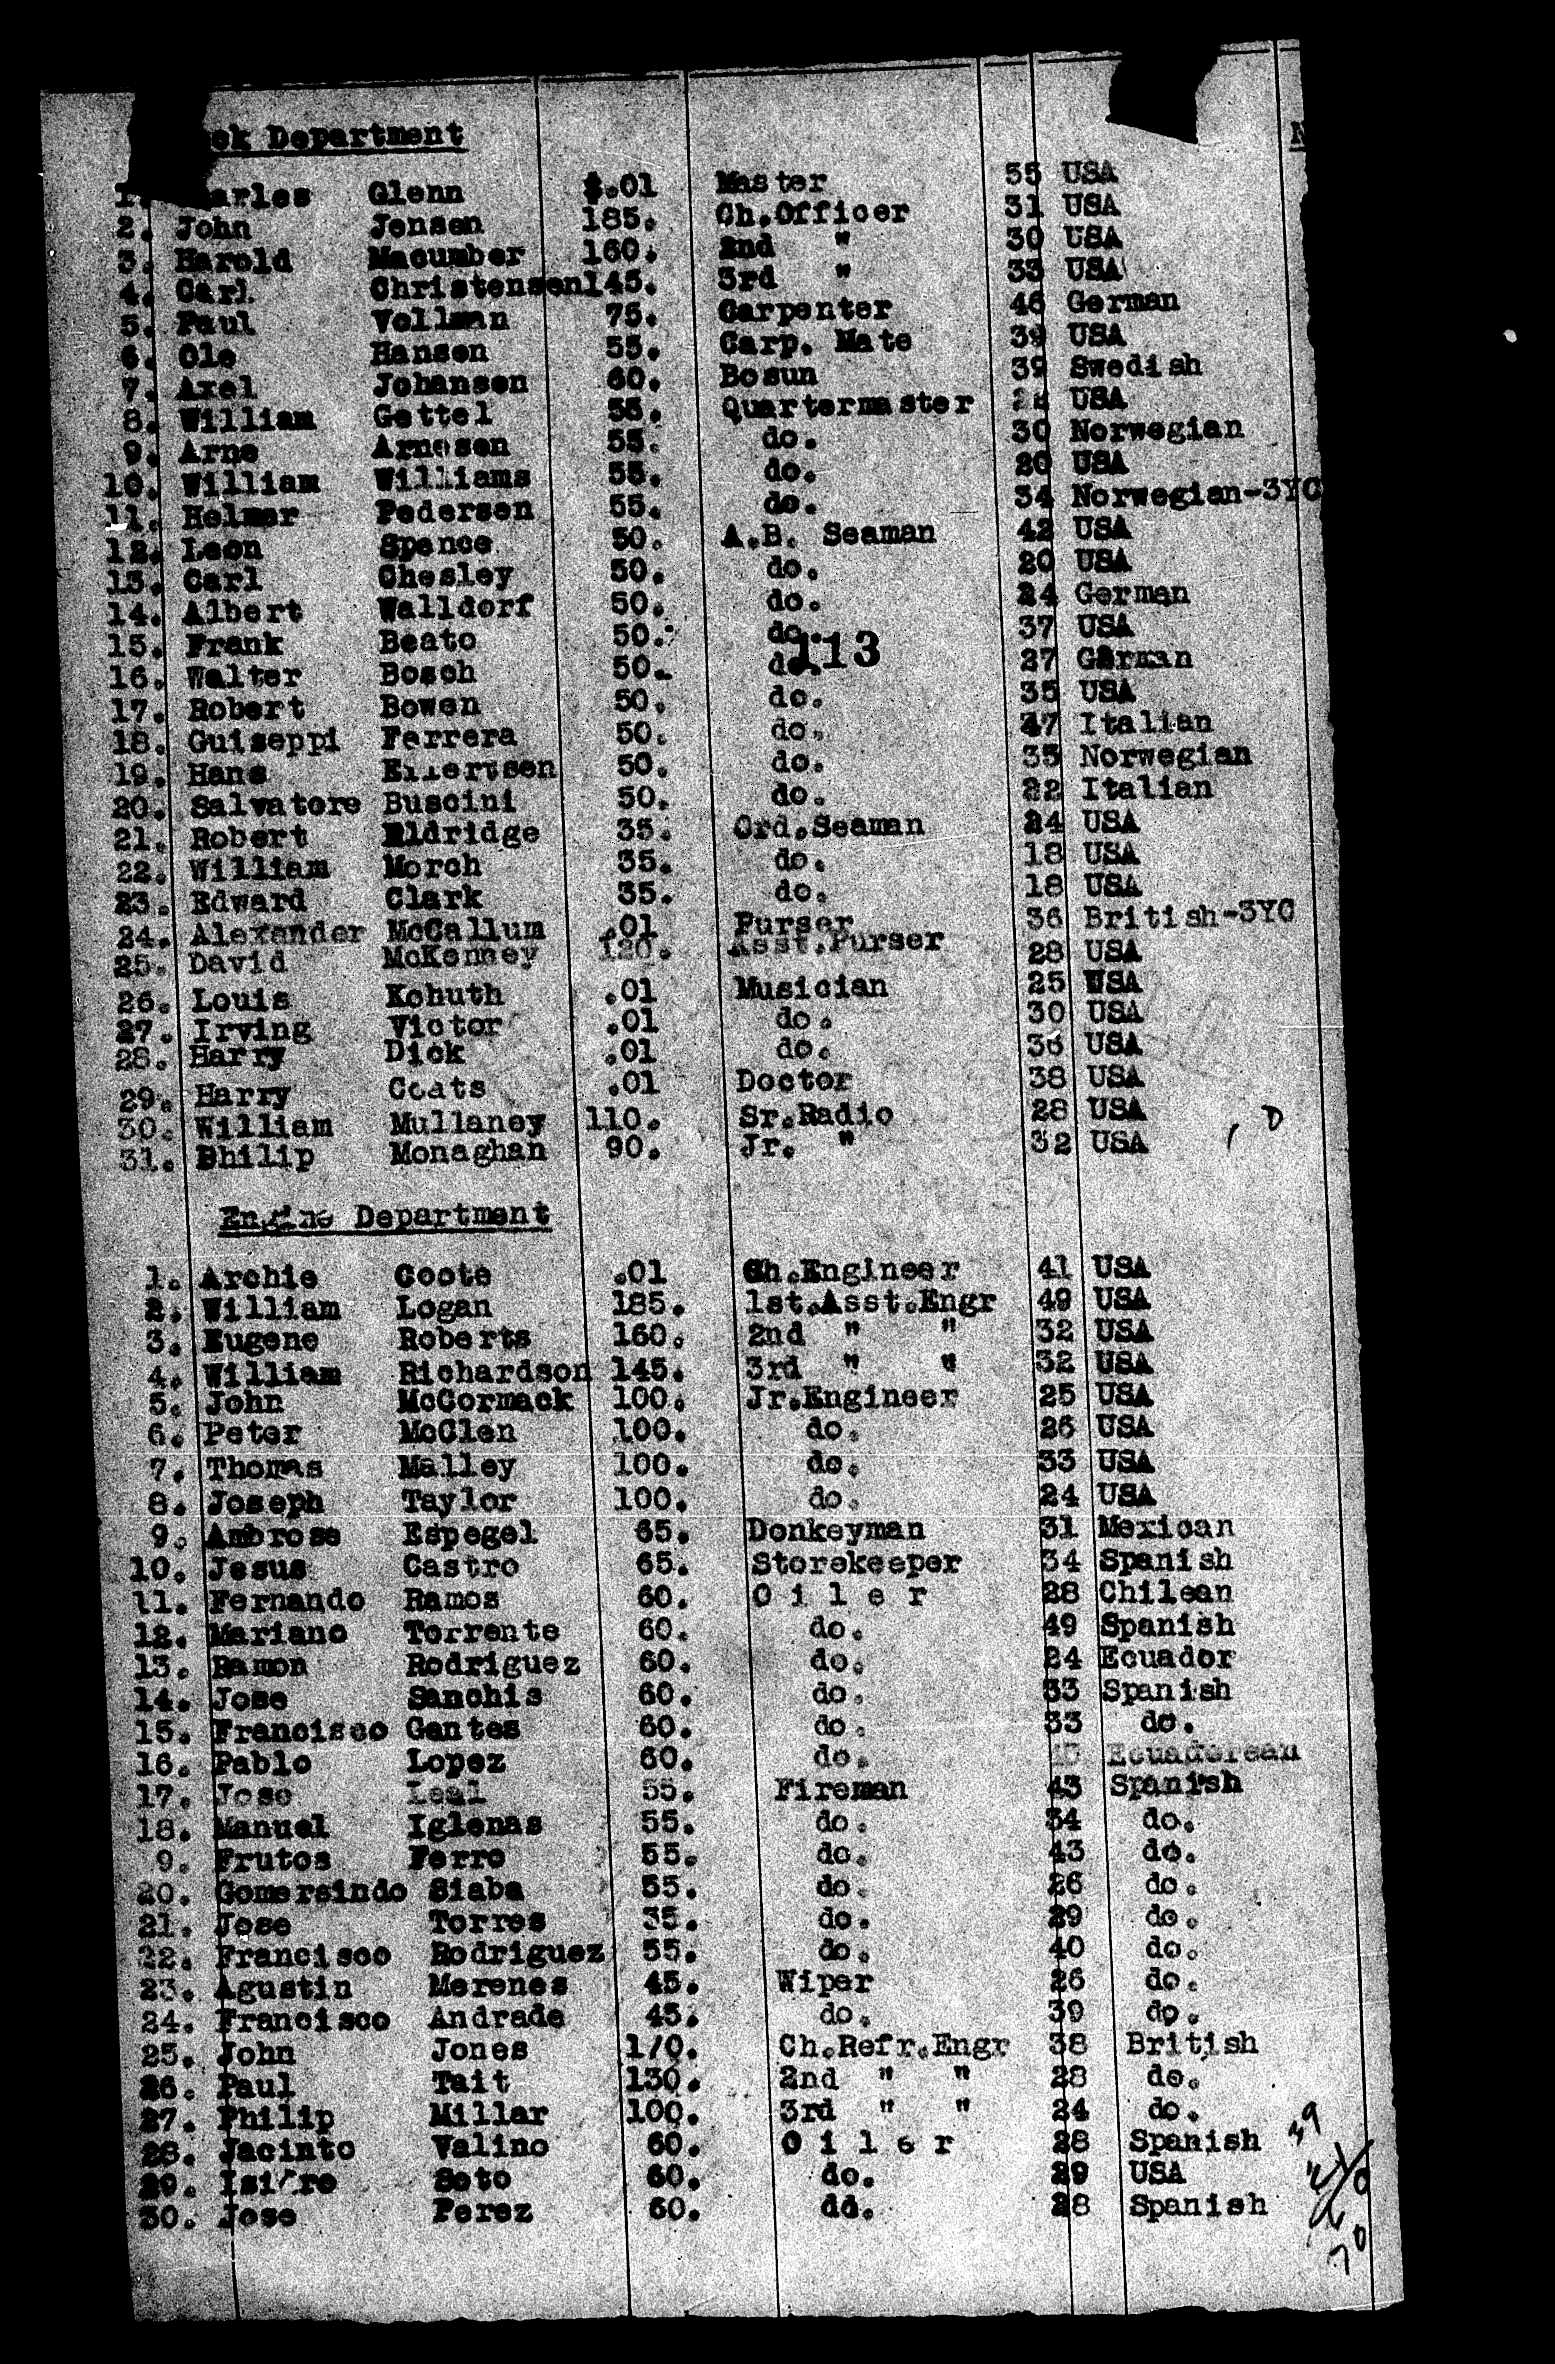 ek Department
1. arles Glenn $.01 Master 35 USA
2. John Jensen 185. Ch.Officer 31 USA
3. Harold Macumber 160. 2nd " 30 USA
4. Carl Christensen 145. 3rd " 33 USA
5. Paul Vollman 75. Carpenter 46 German
6. Ole Hansen 55. Carp. Mate 39 USA
7. Axel Johansen 60. Bosun 39 Swedish
8. William Gettel 55. Quartermaster 28 USA
9. Arne Arnesen 55. do. 30 Norwegian
10. William Williams 55. do. 20 USA
11. Helmer Pedersen 55. do. 34 Norwegian-3YC
12. Leon Spence 50. A.B. Seaman 42 USA
13. Carl Chesley 50. do. 20 USA
14. Albert Walldorf 50. do. 24 German
15. Frank Beato 50. do. 37 USA
113
16. Walter Bosch 50. do. 27 German
17. Robert Bowen 50. do. 35 USA
18. Guiseppi Ferrera 50. do. 47 Italian
19. Hans Ellertsen 50. do. 35 Norwegian
20. Salvatore Buscini 50. do. 22 Italian
21. Robert Eldridge 35. Ord.Seaman 24 USA
22. William Morch 35. do. 18 USA
23. Edward Clark 35. do. 18 USA
24. Alexander McCallum .01 Purser 36 British-3YC
25. David McKenney 120. Asst.Purser 28 USA
26. Louis Kohuth .01 Musician 25 USA
27. Irving Victor .01 do. 30 USA
28. Harry Dick .01 do. 36 USA
29. Harry Coats .01 Doctor 38 USA
30. William Mullaney 110. Sr.Radio 28 USA
31. Philip Monaghan 90. Jr. " 32 USA
Engine Department
1. Archie Coote .01 Ch.Engineer 41 USA
2. William Logan 185. 1st.Asst.Engr 49 USA
3. Eugene Roberts 160. 2nd " " 32 USA
4. William Richardson 145. 3rd " " 32 USA
5. John McCormack 100. Jr.Engineer 25 USA
6. Peter McClen 100. do. 26 USA
7. Thomas Malley 100. do. 33 USA
8. Joseph Taylor 100. do. 24 USA
9. Ambrose Espegel 65. Donkeyman 31 Mexican
10. Jesus Castro 65. Storekeeper 34 Spanish
11. Fernando Ramos 60. O i l e r 28 Chilean
12. Mariano Torrente 60. do. 49 Spanish
13. Ramon Rodriguez 60. do. 24 Ecuador
14. Jose Sanchis 60. do. 33 Spanish
15. Francisco Gentes 60. do. 33 do.
16. Pablo Lopez 60. do. Ecuadorean
17. Jose Leal 55. Fireman 43 Spanish
18. Manuel Iglenas 55. do. 34 do.
9. Frutos Ferro 55. do. 43 do.
20. Gomersindo Siaba 55. do. 26 do.
21. Jose Torres 55. do. 29 do.
22. Francisco Rodriguez 55. do. 40 do.
23. Agustin Merenes 45. Wiper 26 do.
24. Francisco Andrade 45. do. 39 do.
25. John Jones 170. Ch.Refr.Engr 38 British
26. Paul Tait 130. 2nd " " 28 do.
27. Philip Millar 100. 3rd " " 24 do.
28. Jacinto Valino 60. O i l e r 28 Spanish
29. Isidro Soto 60. do. 29 USA
30. Jose Perez 60. dd. 28 Spanish